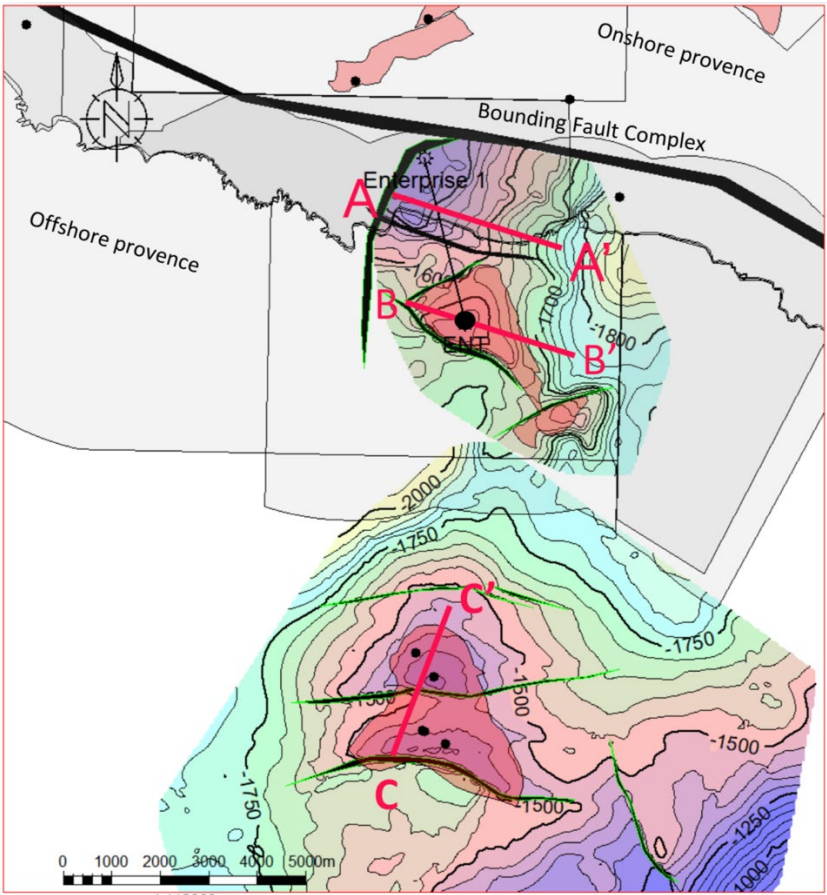 Onshore provence
Bounding Fault Complex
N
Enterprise 1
A
A'
Offshore provence
-1600
B
-1700
-1800
ENT
B'
-2000
-1750
C'
-1750
-1500
-1500
-1500
C
-1750
-1500
-1250
0 1000 2000 3000 4000 5000m